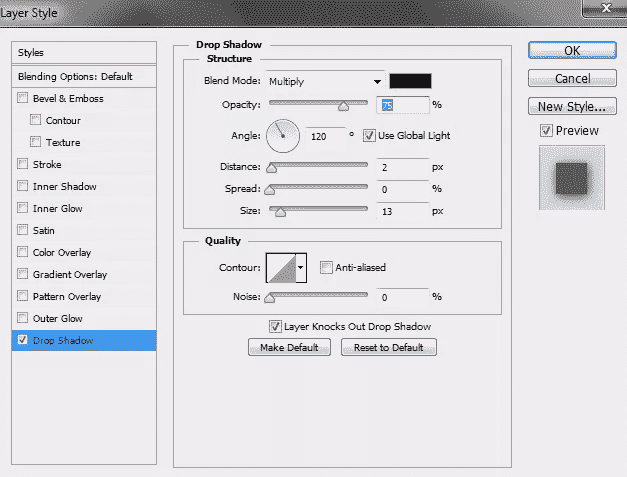 Layer Style
Styles
Blending Options: Default
Bevel & Emboss
Contour
Texture
Stroke
Inner Shadow
Inner Glow
Satin
Color Overlay
Gradient Overlay
Pattern Overlay
Outer Glow
Drop Shadow
Drop Shadow
Structure
Blend Mode: Multiply
Opacity: 75 %
Angle: 120 ° Use Global Light
Distance: 2 px
Spread: 0 %
Size: 13 px
Quality
Contour: Anti-aliased
Noise: 0 %
Layer Knocks Out Drop Shadow
Make Default Reset to Default
OK
Cancel
New Style...
Preview